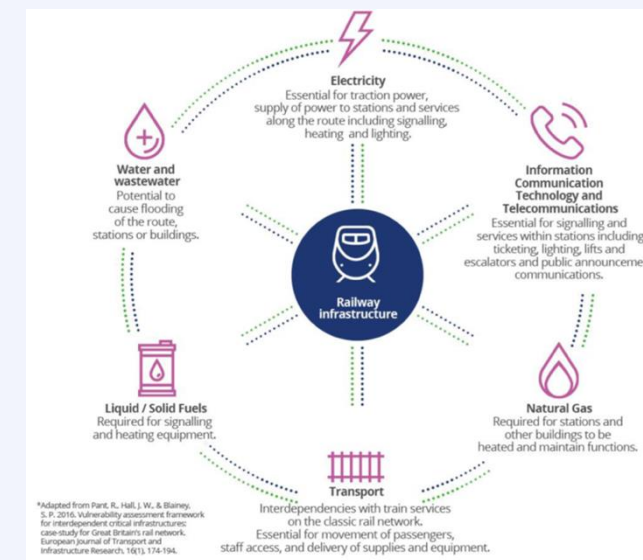 Electricity
Essential for traction power,
supply of power to stations and services
along the route including signalling,
heating and lighting.
Water and
wastewater
Potential to
cause flooding
of the route,
stations or buildings.
Information
Communication
Technology and
Telecommunications
Essential for signalling and
services within stations including
ticketing, lighting, lifts and
escalators and public announceme
communications.
Railway
infrastructure
Liquid / Solid Fuels
Required for signalling
and heating equipment.
Natural Gas
Required for stations and
other buildings to be
heated and maintain functions.
Transport
Interdependencies with train services
on the classic rail network.
Essential for movement of passengers,
staff access, and delivery of supplies and equipment.
*Adapted from Pant, R., Hall, J. W., & Blainey,
S. P. 2016. Vulnerability assessment framework
for interdependent critical infrastructures:
case-study for Great Britain's rail network.
European Journal of Transport and
Infrastructure Research, 16(1), 174-194.